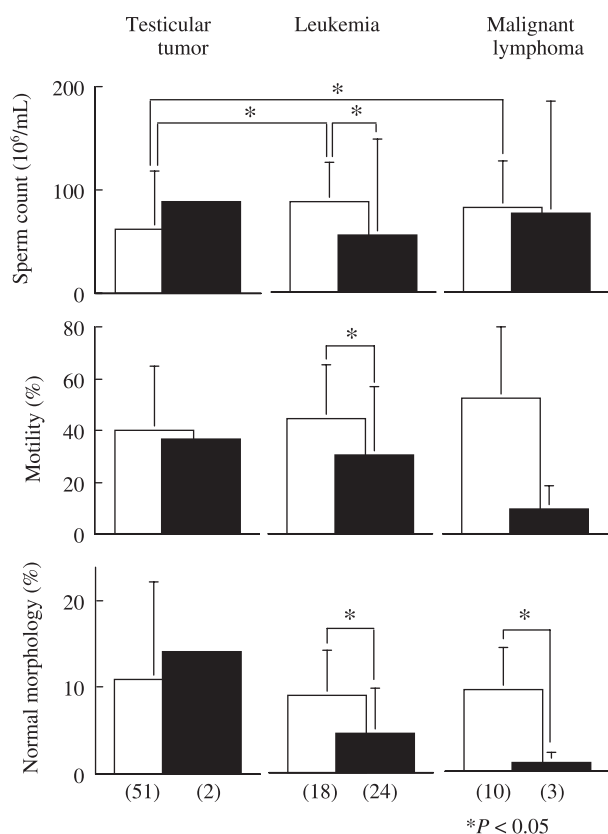 Testicular
tumor
Leukemia
Malignant
lymphoma
Sperm count (10⁶/mL)
200
100
0
*
*
*
Motility (%)
80
60
40
20
0
*
Normal morphology (%)
20
10
0
*
*
(51) (2) (18) (24) (10) (3)
*P < 0.05